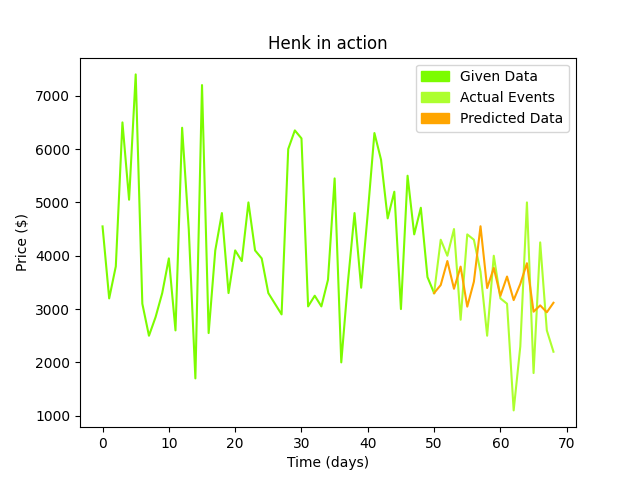 Henk in action
Given Data
Actual Events
Predicted Data
Price ($)
7000
6000
5000
4000
3000
2000
1000
0 10 20 30 40 50 60 70
Time (days)